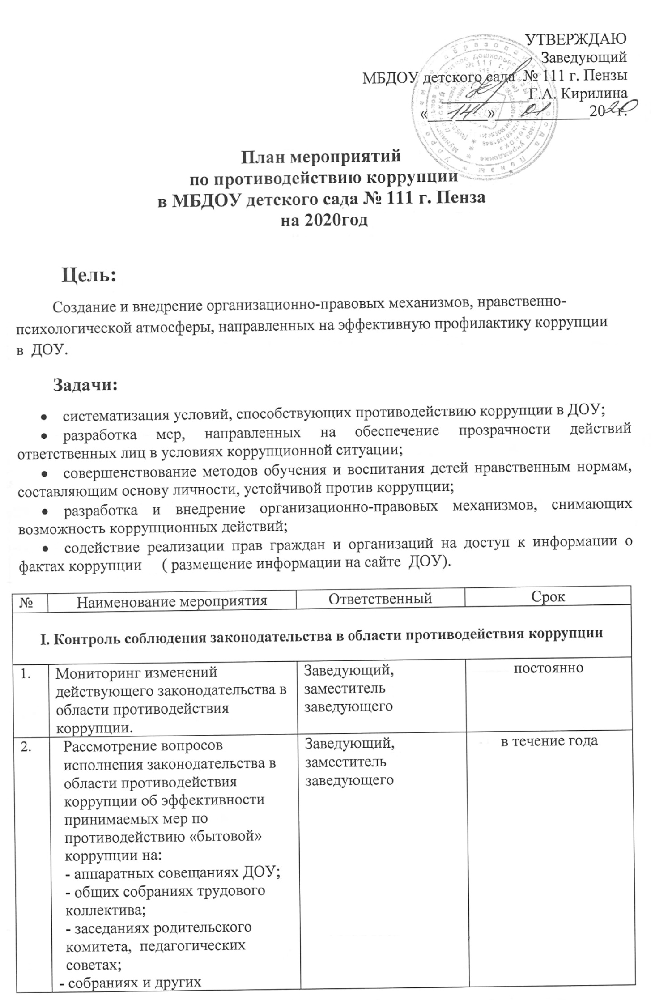 УТВЕРЖДАЮ
Заведующий
МБДОУ детского сада № 111 г. Пензы
____________Г.А. Кирилина
«___14____»_____01________2020 г.
План мероприятий
по противодействию коррупции
в МБДОУ детского сада № 111 г. Пенза
на 2020год
Цель:
Создание и внедрение организационно-правовых механизмов, нравственно-
психологической атмосферы, направленных на эффективную профилактику коррупции
в ДОУ.
Задачи:
• систематизация условий, способствующих противодействию коррупции в ДОУ;
• разработка мер, направленных на обеспечение прозрачности действий
ответственных лиц в условиях коррупционной ситуации;
• совершенствование методов обучения и воспитания детей нравственным нормам,
составляющим основу личности, устойчивой против коррупции;
• разработка и внедрение организационно-правовых механизмов, снимающих
возможность коррупционных действий;
• содействие реализации прав граждан и организаций на доступ к информации о
фактах коррупции ( размещение информации на сайте ДОУ).
№ Наименование мероприятия Ответственный Срок
I. Контроль соблюдения законодательства в области противодействия коррупции
1. Мониторинг изменений
действующего законодательства в
области противодействия
коррупции.
Заведующий,
заместитель
заведующего
постоянно
2. Рассмотрение вопросов
исполнения законодательства в
области противодействия
коррупции об эффективности
принимаемых мер по
противодействию «бытовой»
коррупции на:
- аппаратных совещаниях ДОУ;
- общих собраниях трудового
коллектива;
- заседаниях родительского
комитета, педагогических
советах;
- собраниях и других
Заведующий,
заместитель
заведующего
в течение года